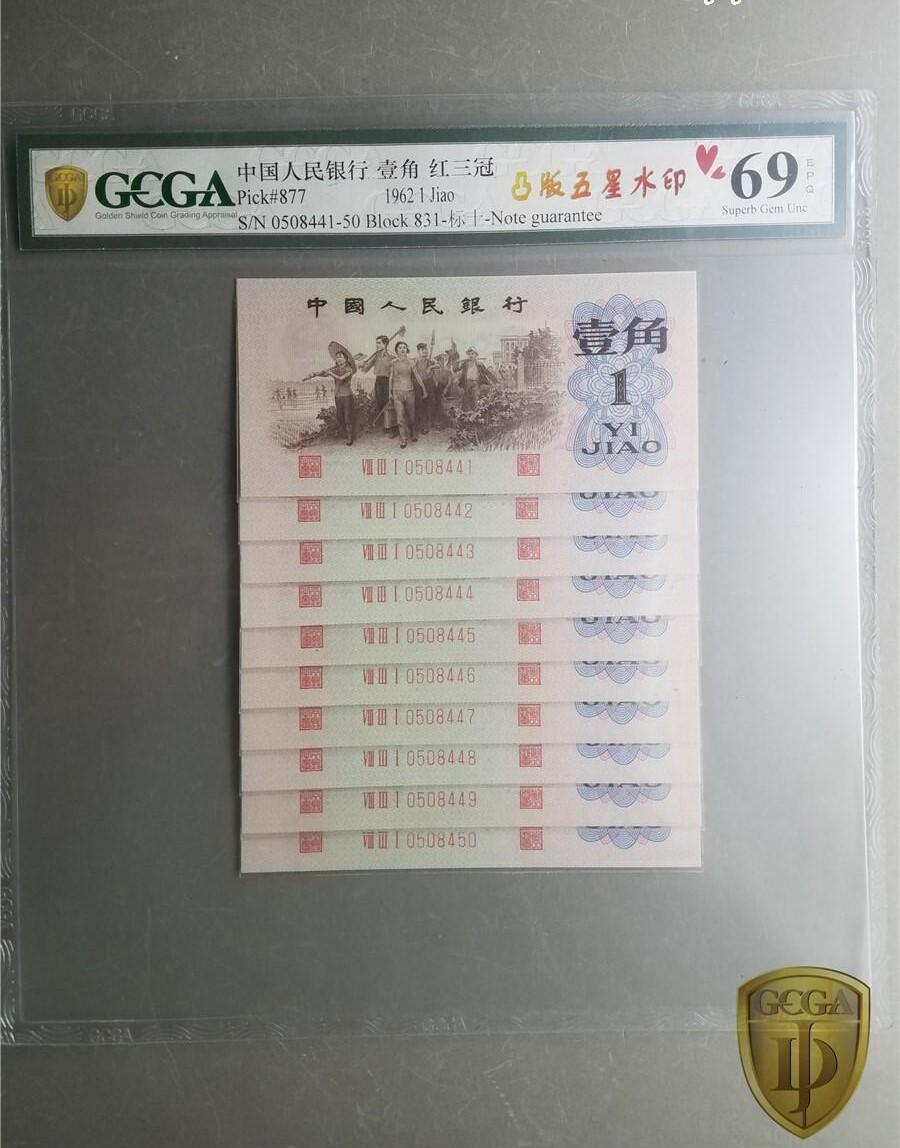 GCGA
Golden Shield Coin Grading Appraisal
中国人民银行 壹角 红三冠
Pick#877 1962 1 Jiao
S/N 0508441-50 Block 831-标十-Note guarantee
凸版五星水印
69
EPQ
Superb Gem Unc
中國人民銀行
壹角
1
YI
JIAO
VIII III I 0508441
VIII III I 0508442
VIII III I 0508443
VIII III I 0508444
VIII III I 0508445
VIII III I 0508446
VIII III I 0508447
VIII III I 0508448
VIII III I 0508449
VIII III I 0508450
GCGA